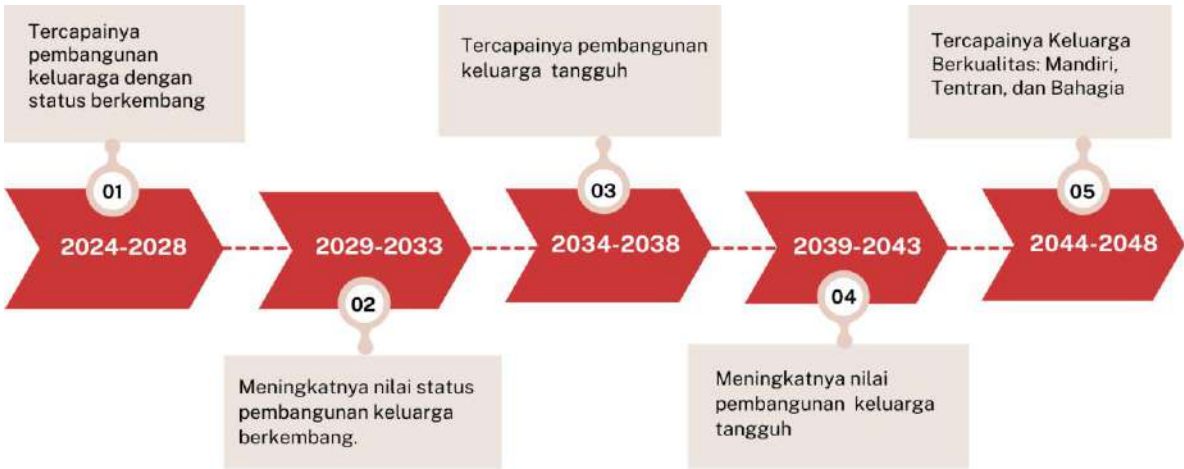 Tercapainya
pembangunan
keluaraga dengan
status berkembang
01
2024-2028
2029-2033
02
Meningkatnya nilai status
pembangunan keluarga
berkembang.
Tercapainya pembangunan
keluarga tangguh
03
2034-2038
2039-2043
04
Meningkatnya nilai
pembangunan keluarga
tangguh
Tercapainya Keluarga
Berkualitas: Mandiri,
Tentran, dan Bahagia
05
2044-2048